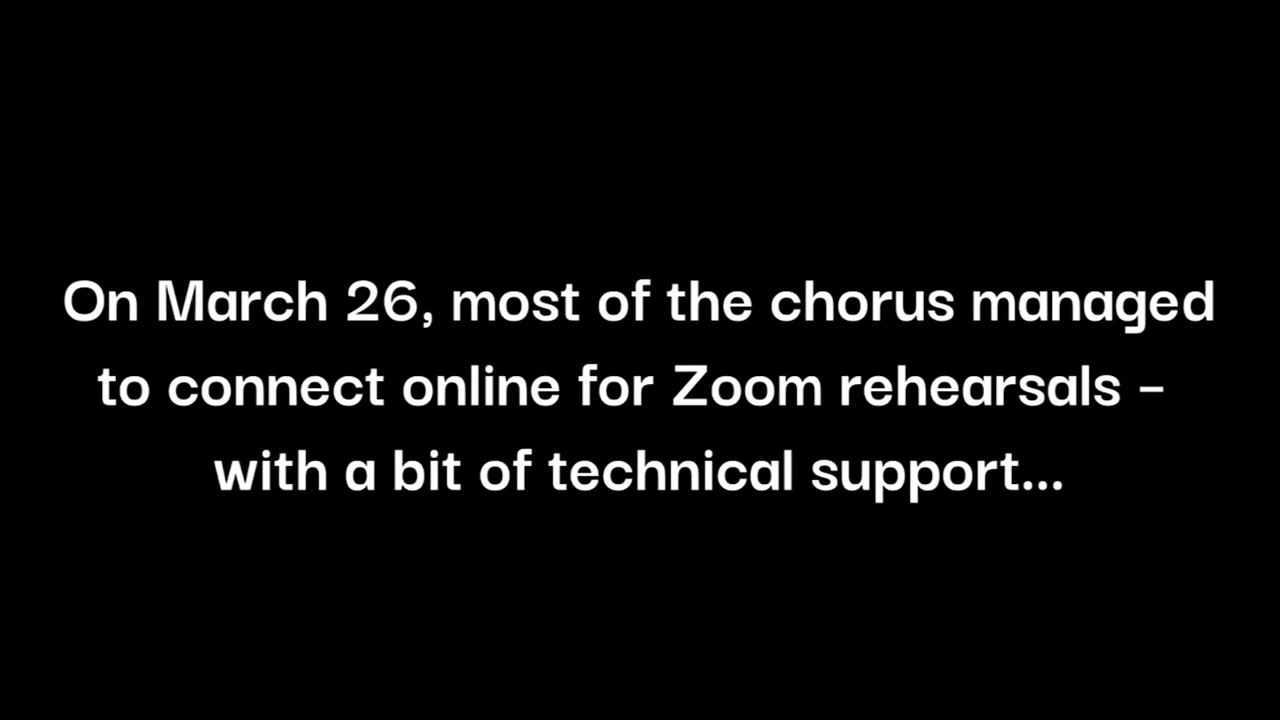 On March 26, most of the chorus managed
to connect online for Zoom rehearsals –
with a bit of technical support...